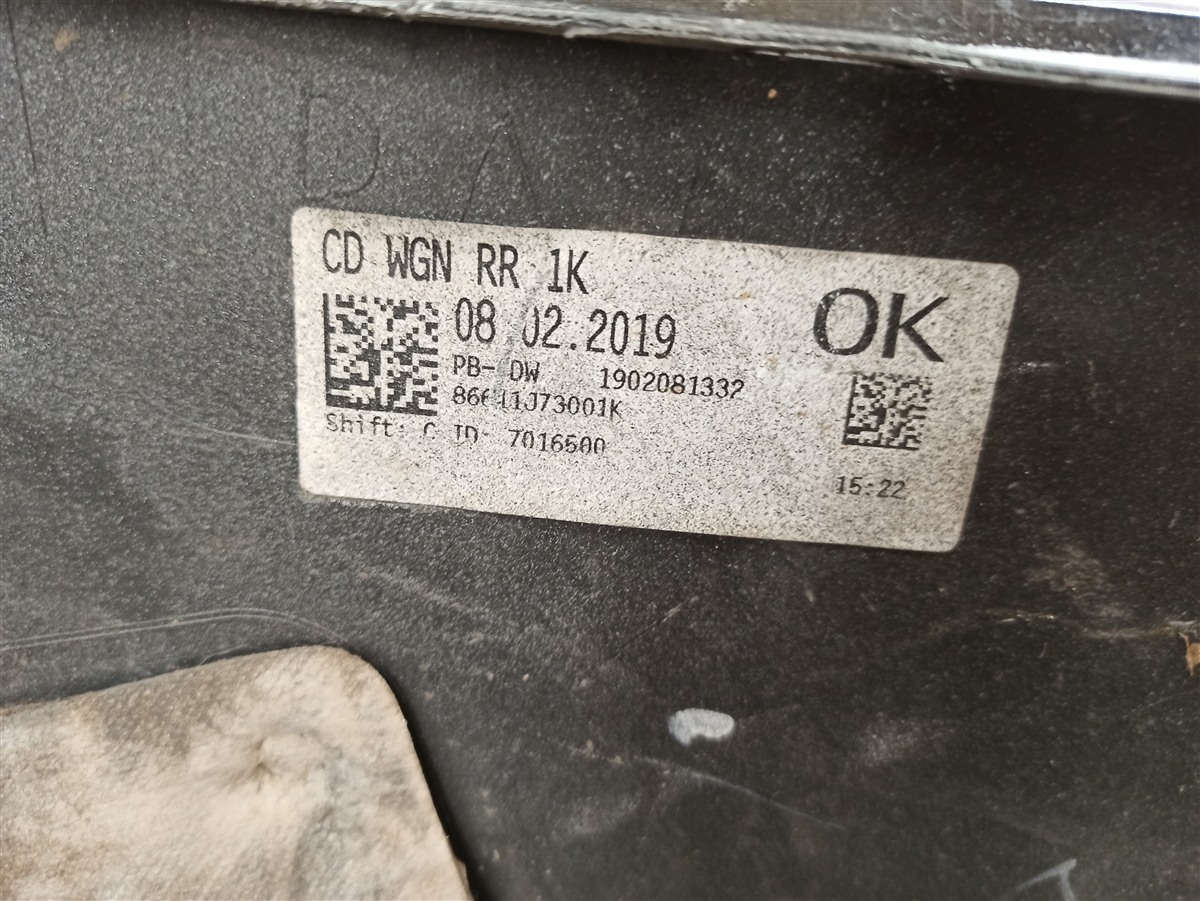 CD WGN RR 1K
OK
08 02.2019
PB- DW 1902081332
Shift: C ID: 7016500
15:22